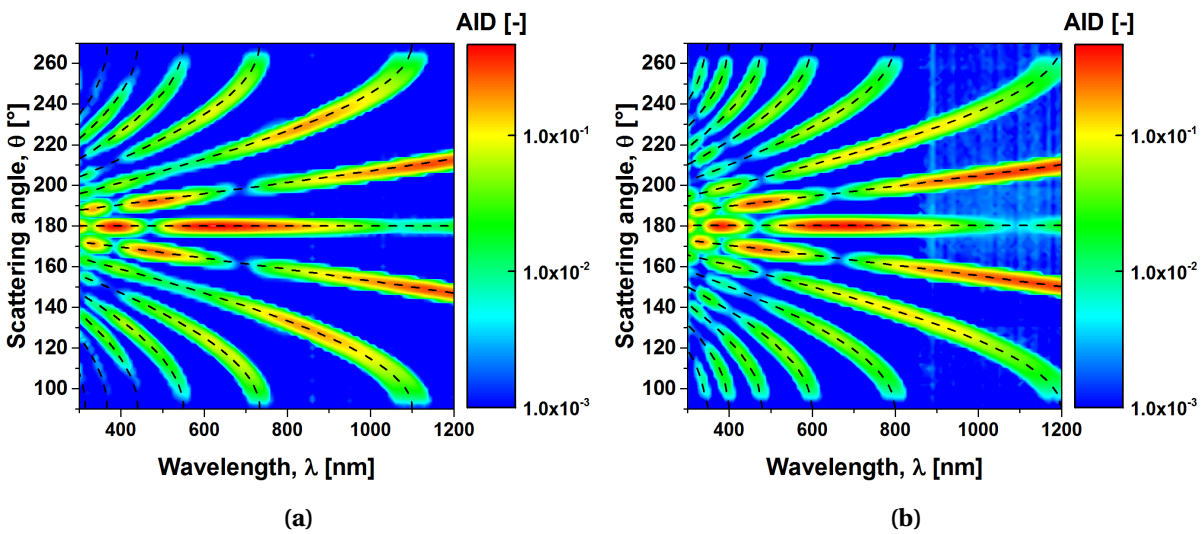 AID [-]
260
240
220
200
180
160
140
120
100
Scattering angle, θ [°]
400 600 800 1000 1200
Wavelength, λ [nm]
1.0x10⁻¹
1.0x10⁻²
1.0x10⁻³
(a)
AID [-]
260
240
220
200
180
160
140
120
100
Scattering angle, θ [°]
400 600 800 1000 1200
Wavelength, λ [nm]
1.0x10⁻¹
1.0x10⁻²
1.0x10⁻³
(b)